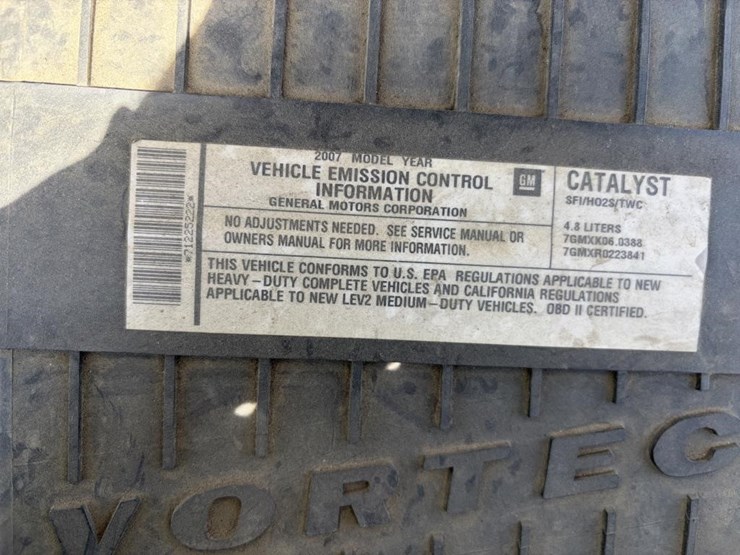 2007 MODEL YEAR
VEHICLE EMISSION CONTROL
INFORMATION
GENERAL MOTORS CORPORATION
GM
CATALYST
SFI/HO2S/TWC
NO ADJUSTMENTS NEEDED. SEE SERVICE MANUAL OR
OWNERS MANUAL FOR MORE INFORMATION.
4.8 LITERS
7GMXK06.0388
7GMXR0223841
THIS VEHICLE CONFORMS TO U.S. EPA REGULATIONS APPLICABLE TO NEW
HEAVY-DUTY COMPLETE VEHICLES AND CALIFORNIA REGULATIONS
APPLICABLE TO NEW LEV2 MEDIUM-DUTY VEHICLES. OBD II CERTIFIED.
*71225222*
VORTEC